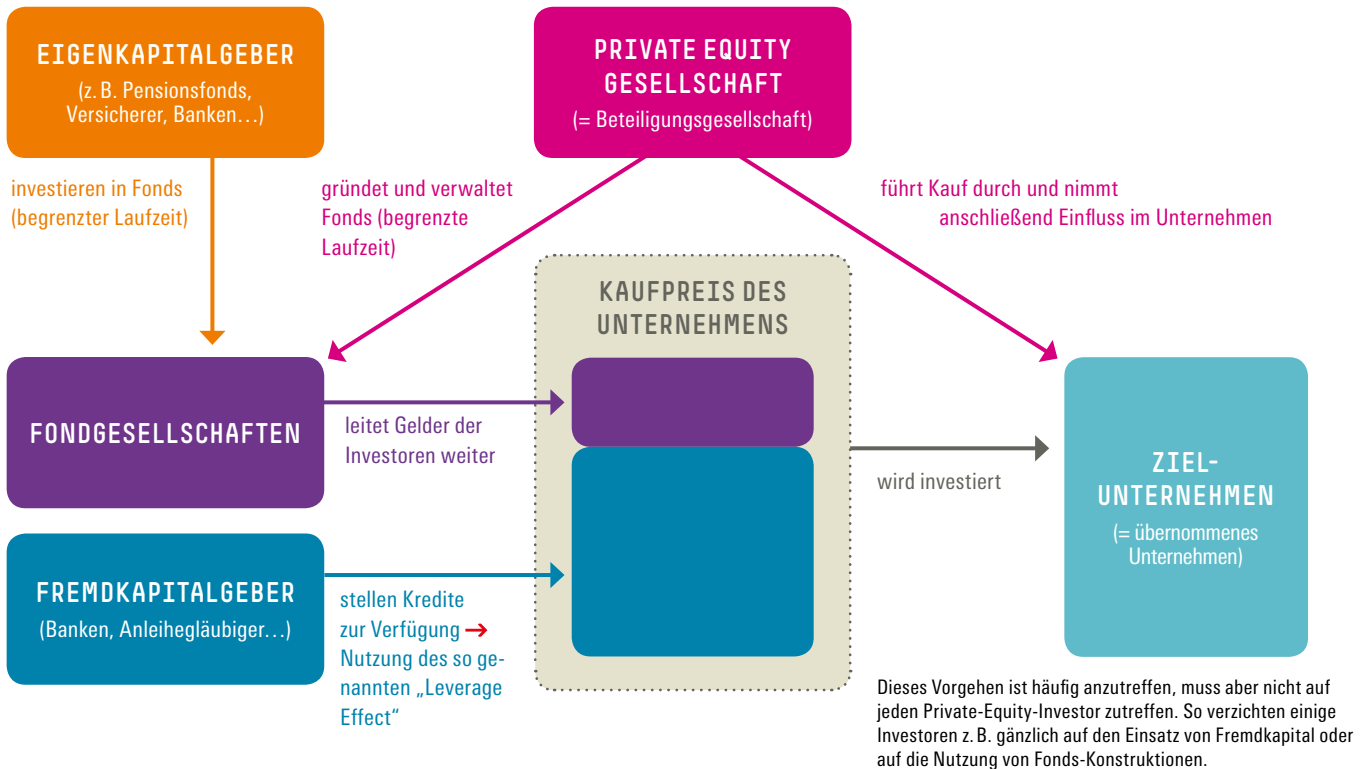 EIGENKAPITALGEBER
(z. B. Pensionsfonds,
Versicherer, Banken…)
PRIVATE EQUITY
GESELLSCHAFT
(= Beteiligungsgesellschaft)
investieren in Fonds
(begrenzter Laufzeit)
gründet und verwaltet
Fonds (begrenzte
Laufzeit)
führt Kauf durch und nimmt
anschließend Einfluss im Unternehmen
KAUFPREIS DES
UNTERNEHMENS
FONDGESELLSCHAFTEN
leitet Gelder der
Investoren weiter
wird investiert
ZIEL-
UNTERNEHMEN
(= übernommenes
Unternehmen)
FREMDKAPITALGEBER
(Banken, Anleihegläubiger…)
stellen Kredite
zur Verfügung →
Nutzung des so ge-
nannten „Leverage
Effect“
Dieses Vorgehen ist häufig anzutreffen, muss aber nicht auf
jeden Private-Equity-Investor zutreffen. So verzichten einige
Investoren z. B. gänzlich auf den Einsatz von Fremdkapital oder
auf die Nutzung von Fonds-Konstruktionen.